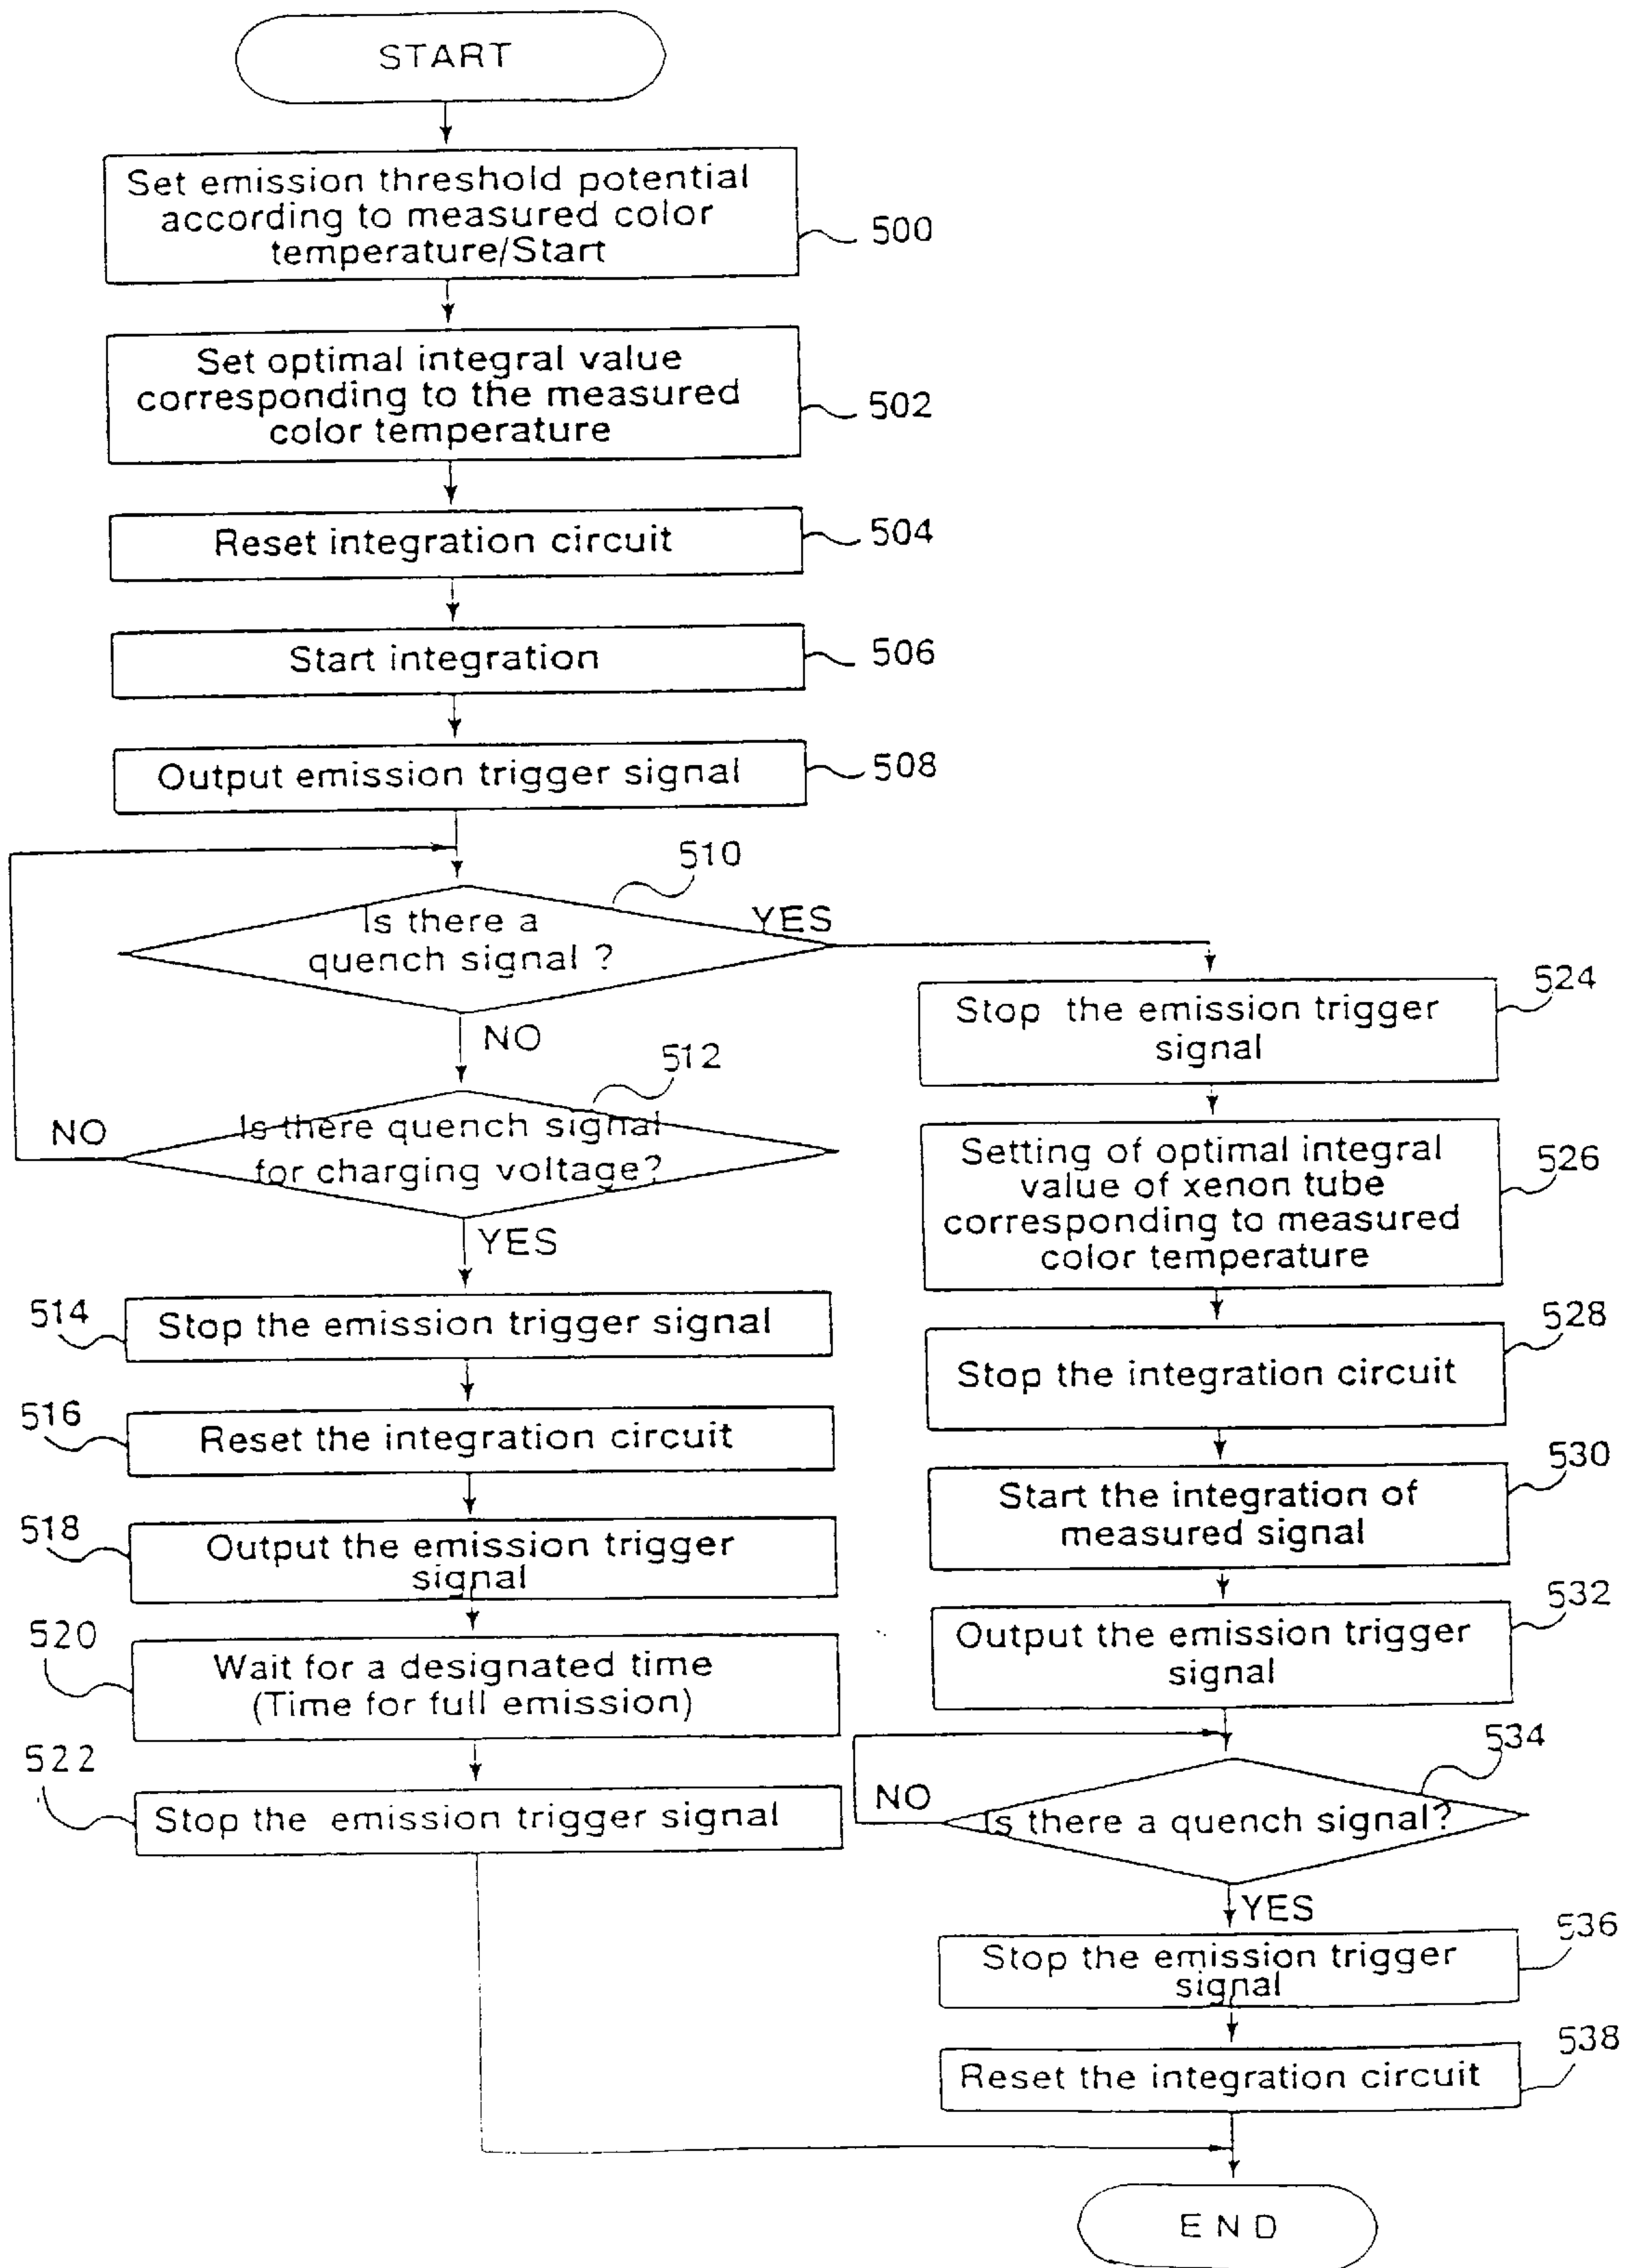 START
Set emission threshold potential
according to measured color
temperature/Start
500
Set optimal integral value
corresponding to the measured
color temperature
502
Reset integration circuit
504
Start integration
506
Output emission trigger signal
508
510
Is there a
quench signal ?
YES
NO
512
Is there quench signal
for charging voltage?
NO
YES
514
Stop the emission trigger signal
516
Reset the integration circuit
518
Output the emission trigger
signal
520
Wait for a designated time
(Time for full emission)
522
Stop the emission trigger signal
524
Stop the emission trigger
signal
526
Setting of optimal integral
value of xenon tube
corresponding to measured
color temperature
528
Stop the integration circuit
530
Start the integration of
measured signal
532
Output the emission trigger
signal
534
NO
Is there a quench signal?
YES
536
Stop the emission trigger
signal
538
Reset the integration circuit
END